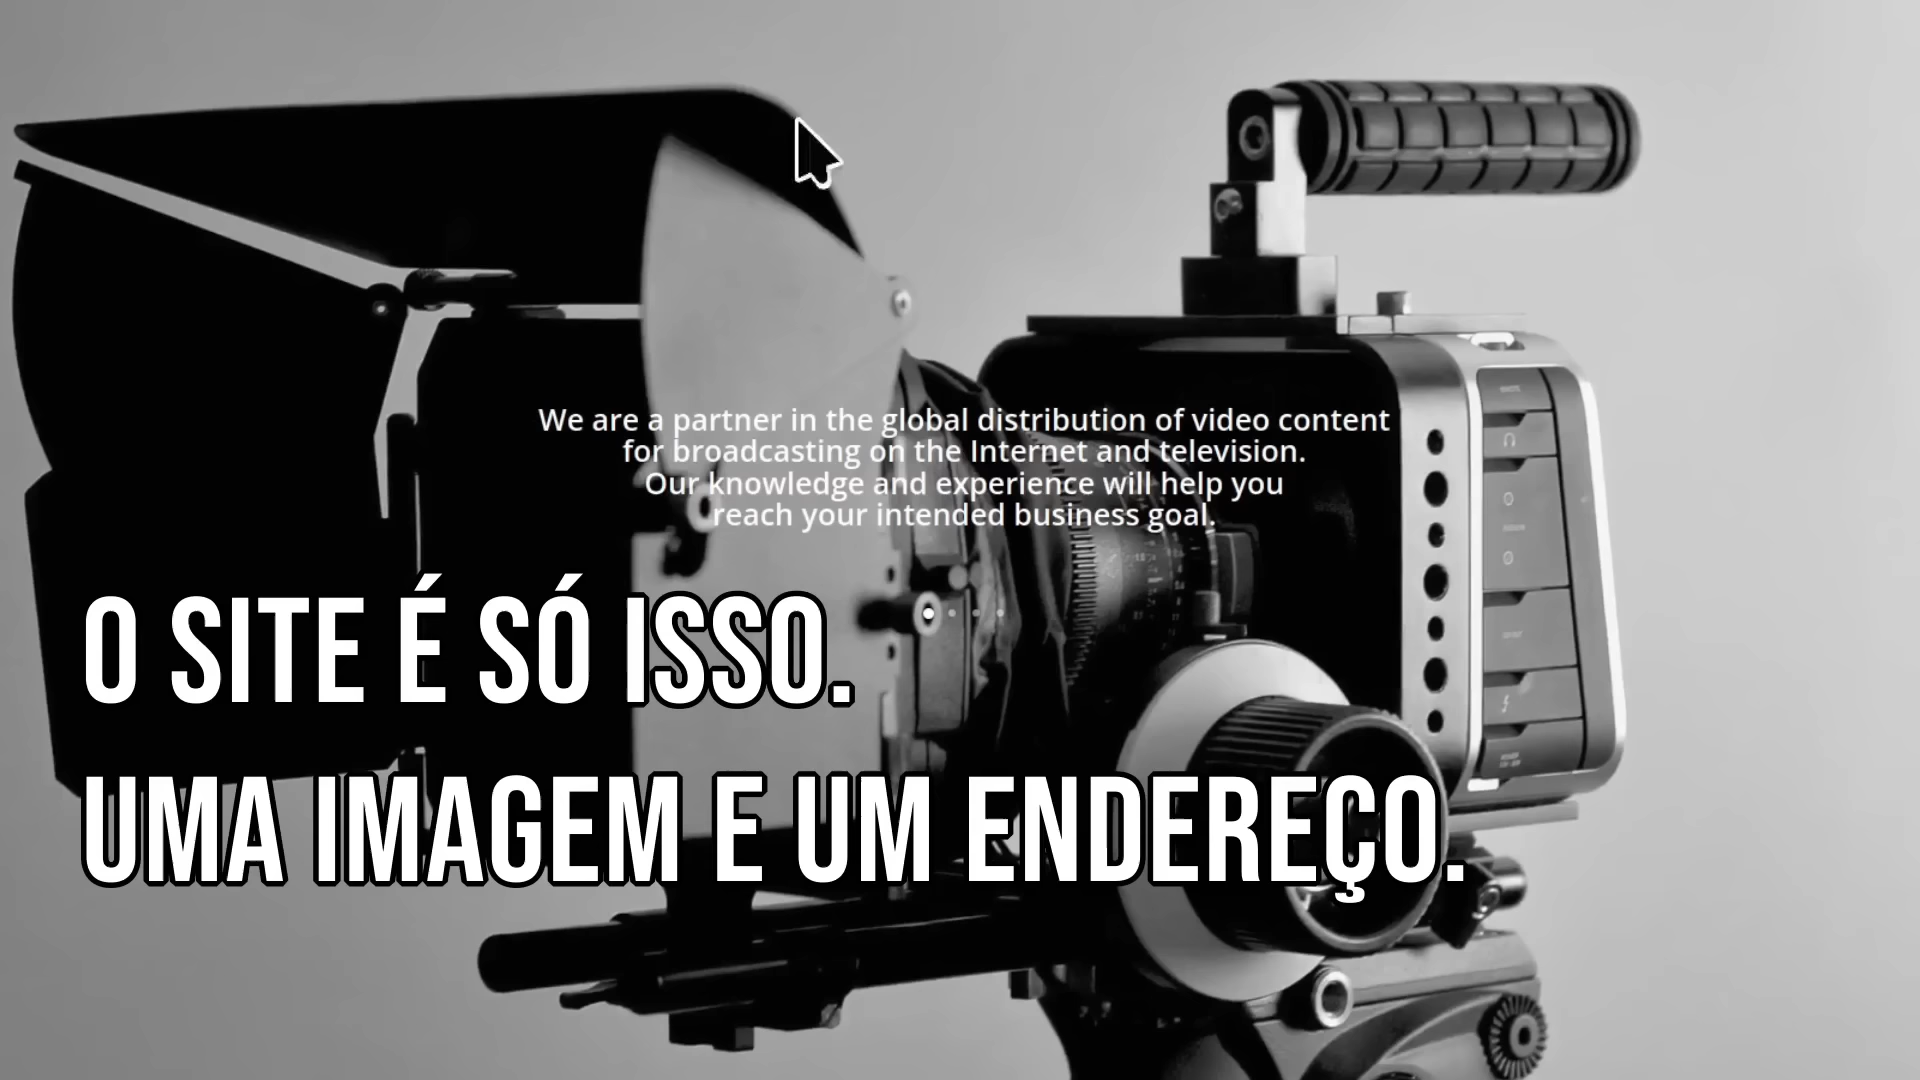 We are a partner in the global distribution of video content
for broadcasting on the Internet and television.
Our knowledge and experience will help you
reach your intended business goal.
O SITE É SÓ ISSO.
UMA IMAGEM E UM ENDEREÇO.